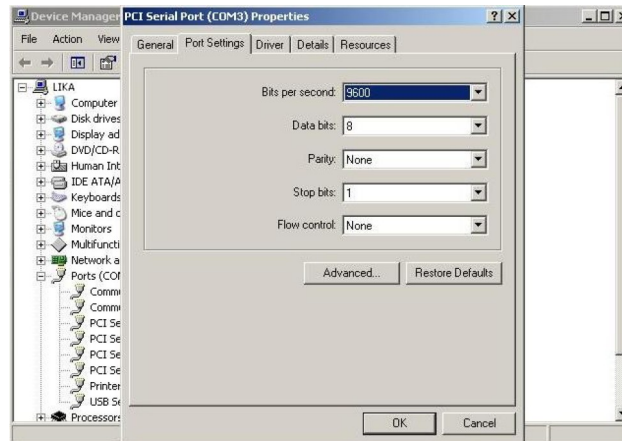 Device Manager
PCI Serial Port (COM3) Properties
File Action View
General Port Settings Driver Details Resources
LIKA
Computer
Disk drives
Display ad
DVD/CD-R
Human Int
IDE ATA/A
Keyboards
Mice and o
Monitors
Multifuncti
Network a
Ports (CO
Commu
Commu
PCI Se
PCI Se
PCI Se
PCI Se
Printer
USB Se
Processors
Bits per second: 9600
Data bits: 8
Parity: None
Stop bits: 1
Flow control: None
Advanced... Restore Defaults
OK Cancel